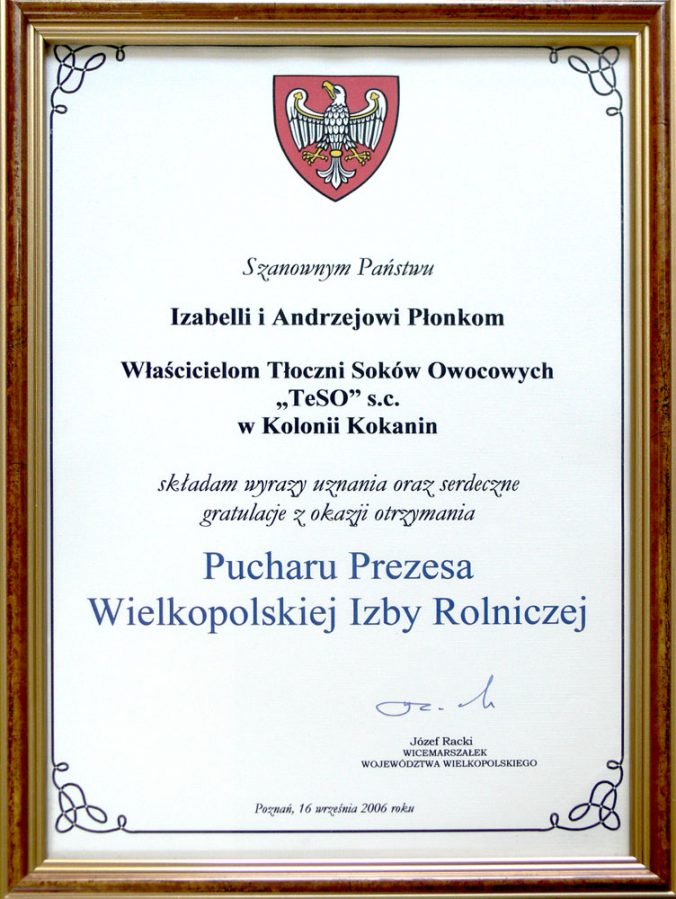 Szanownym Państwu
Izabelli i Andrzejowi Płonkom
Właścicielom Tłoczni Soków Owocowych
„TeSO” s.c.
w Kolonii Kokanin
składam wyrazy uznania oraz serdeczne
gratulacje z okazji otrzymania
Pucharu Prezesa
Wielkopolskiej Izby Rolniczej
Józef Racki
WICEMARSZAŁEK
WOJEWÓDZTWA WIELKOPOLSKIEGO
Poznań, 16 września 2006 roku